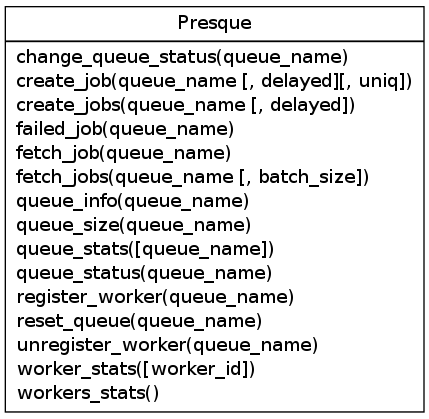 Presque
change_queue_status(queue_name)
create_job(queue_name [, delayed][, uniq])
create_jobs(queue_name [, delayed])
failed_job(queue_name)
fetch_job(queue_name)
fetch_jobs(queue_name [, batch_size])
queue_info(queue_name)
queue_size(queue_name)
queue_stats([queue_name])
queue_status(queue_name)
register_worker(queue_name)
reset_queue(queue_name)
unregister_worker(queue_name)
worker_stats([worker_id])
workers_stats()